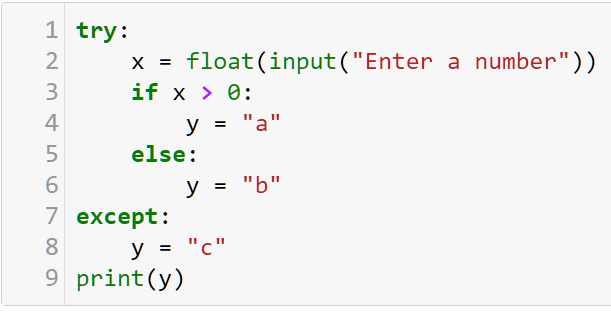 1 try:
2     x = float(input("Enter a number"))
3     if x > 0:
4         y = "a"
5     else:
6         y = "b"
7 except:
8     y = "c"
9 print(y)